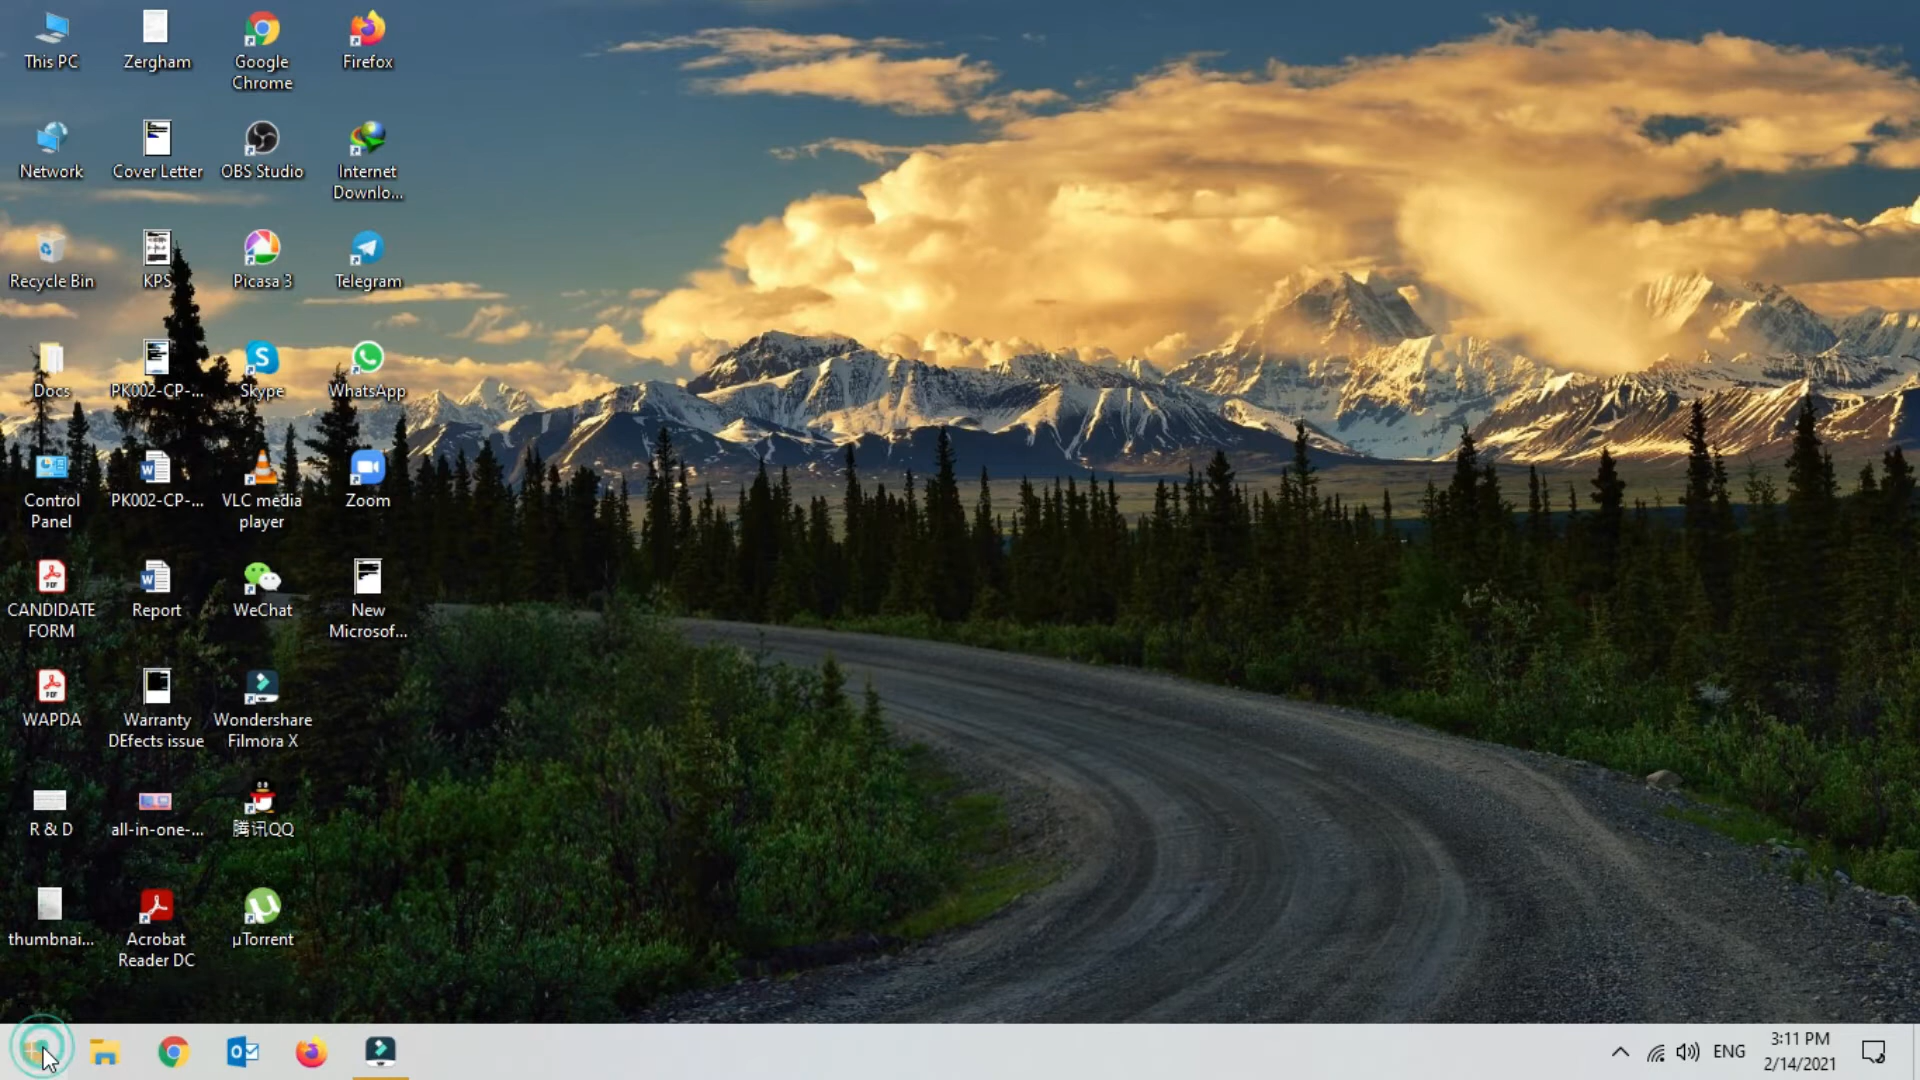 This PC
Zergham
Google
Chrome
Firefox
Network
Cover Letter
OBS Studio
Internet
Downlo...
Recycle Bin
KPS
Picasa 3
Telegram
Docs
PK002-CP-...
Skype
WhatsApp
Control
Panel
PK002-CP-...
VLC media
player
Zoom
CANDIDATE
FORM
Report
WeChat
New
Microsof...
WAPDA
Warranty
DEfects issue
Wondershare
Filmora X
R & D
all-in-one-...
腾讯QQ
thumbnai...
Acrobat
Reader DC
µTorrent
ENG
3:11 PM
2/14/2021